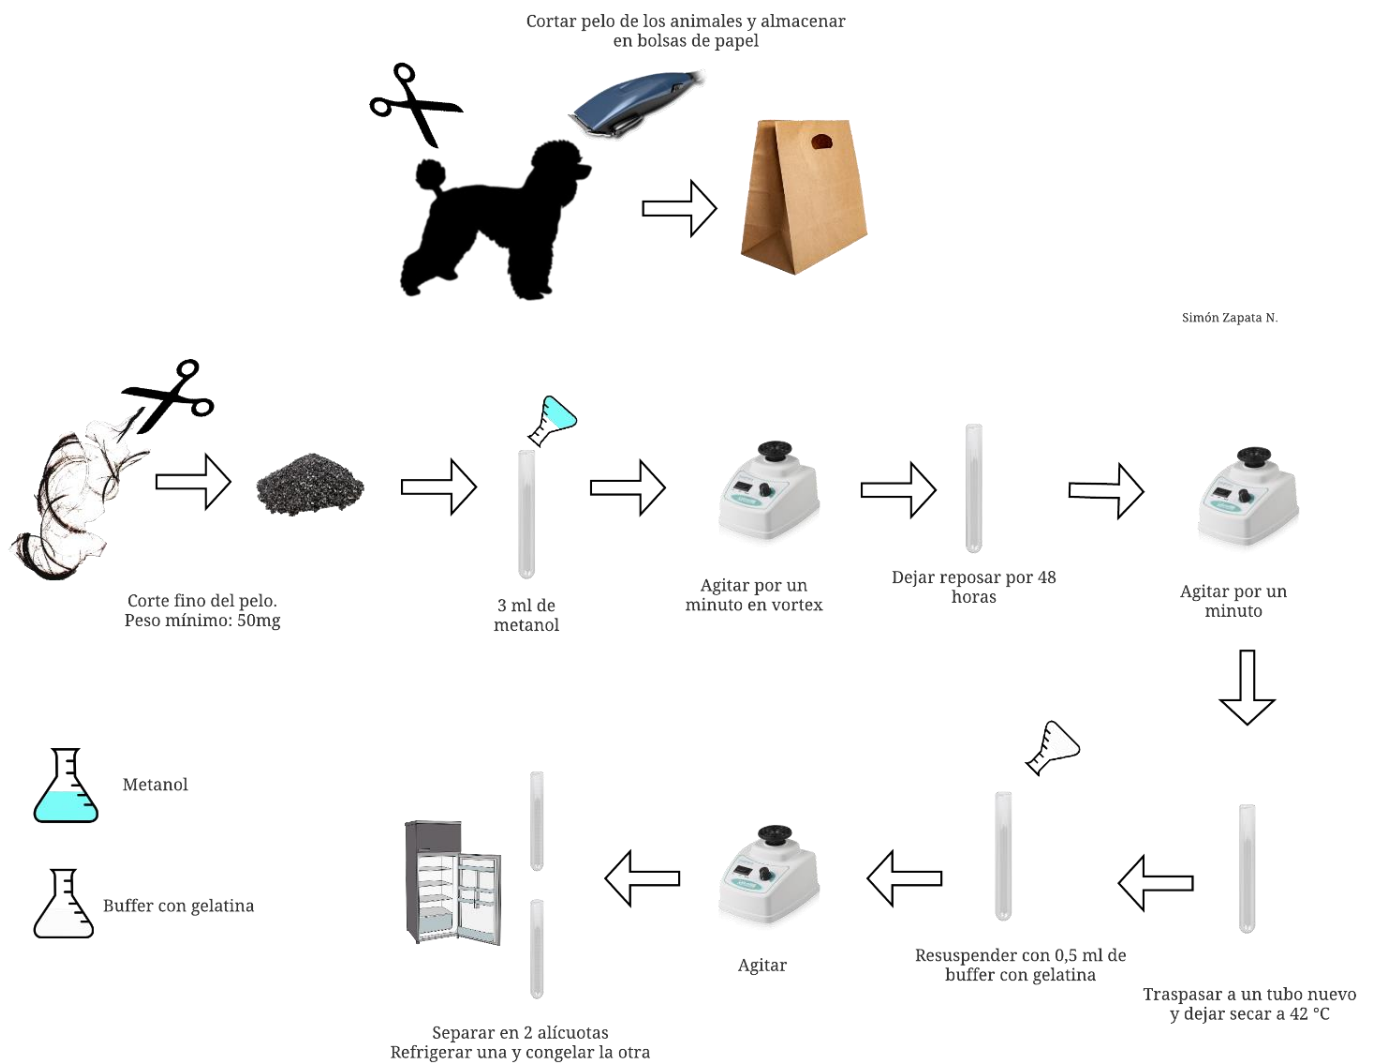 Cortar pelo de los animales y almacenar
en bolsas de papel
Simón Zapata N.
Corte fino del pelo.
Peso mínimo: 50mg
3 ml de
metanol
Agitar por un
minuto en vortex
Dejar reposar por 48
horas
Agitar por un
minuto
Metanol
Buffer con gelatina
Separar en 2 alícuotas
Refrigerar una y congelar la otra
Agitar
Resuspender con 0,5 ml de
buffer con gelatina
Traspasar a un tubo nuevo
y dejar secar a 42 °C